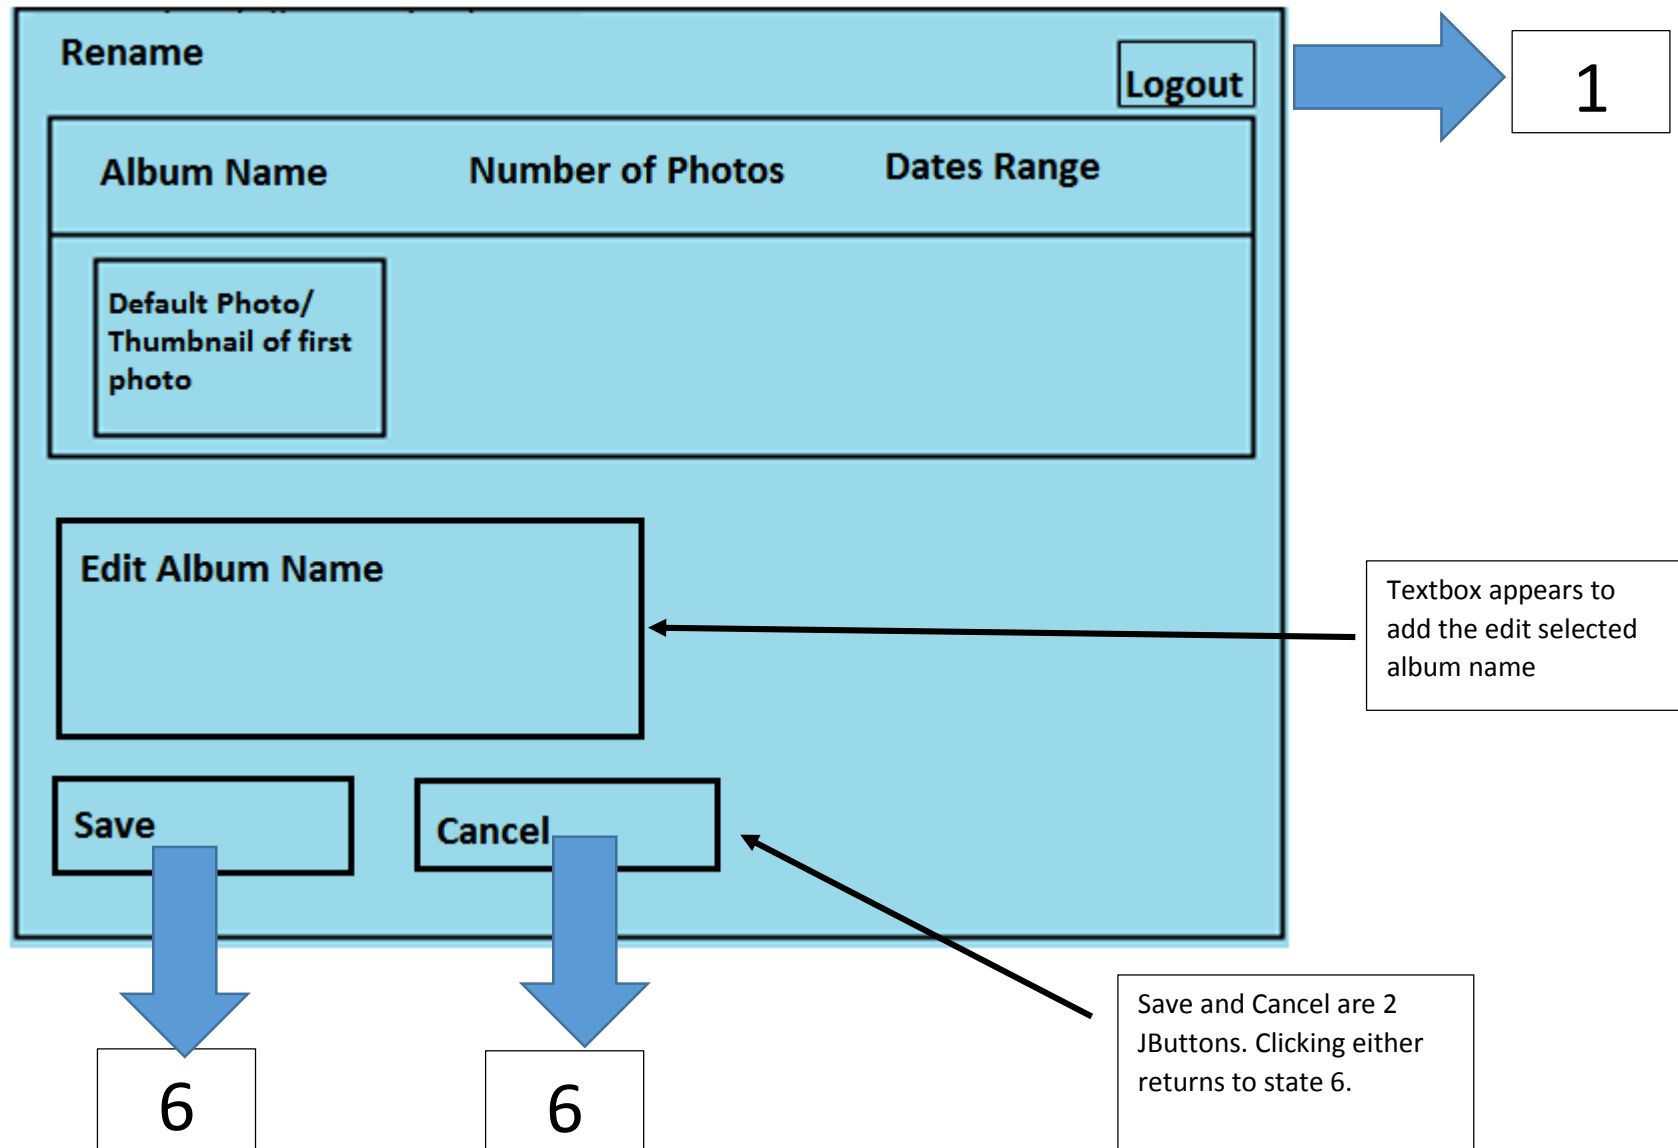 Rename
Logout
1
Album Name
Number of Photos
Dates Range
Default Photo/
Thumbnail of first
photo
Edit Album Name
Textbox appears to
add the edit selected
album name
Save
Cancel
Save and Cancel are 2
JButtons. Clicking either
returns to state 6.
6
6